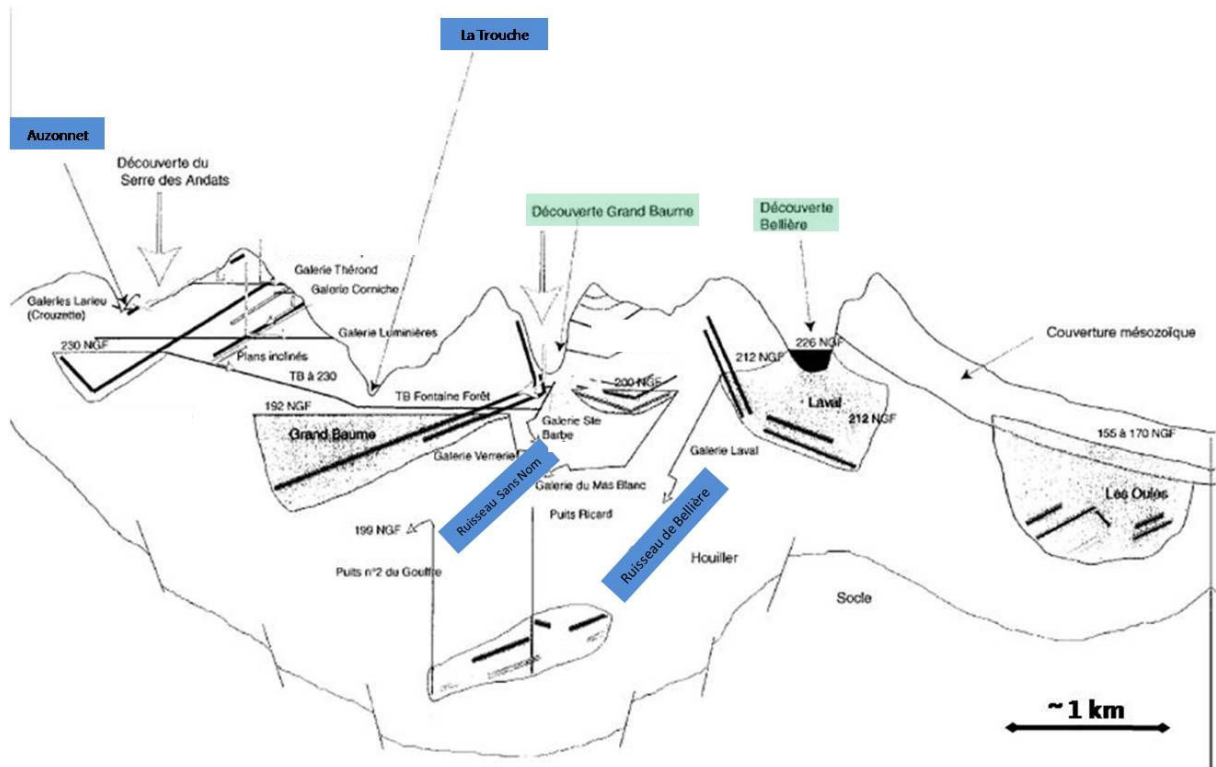 La Trouche
Auzonnet
Découverte du
Serre des Andats
Découverte Grand Baume
Découverte
Bellière
Galerie Thérond
Galerie Corniche
Galeries Larieu
(Crouzette)
Galerie Luminières
Couverture mésozoïque
230 NGF
226 NGF
212 NGF
Plans inclinés
TB à 230
200 NGF
TB Fontaine Forêt
192 NGF
Laval
212 NGF
Grand Baume
Galerie Ste
Barbe
155 à 170 NGF
Galerie Verrerie
Galerie Laval
Galerie du Mas Blanc
Les Oules
Ruisseau Sans Nom
Ruisseau de Bellière
Puits Ricard
199 NGF
Houiller
Puits n°2 du Gouffre
Socle
~ 1 km